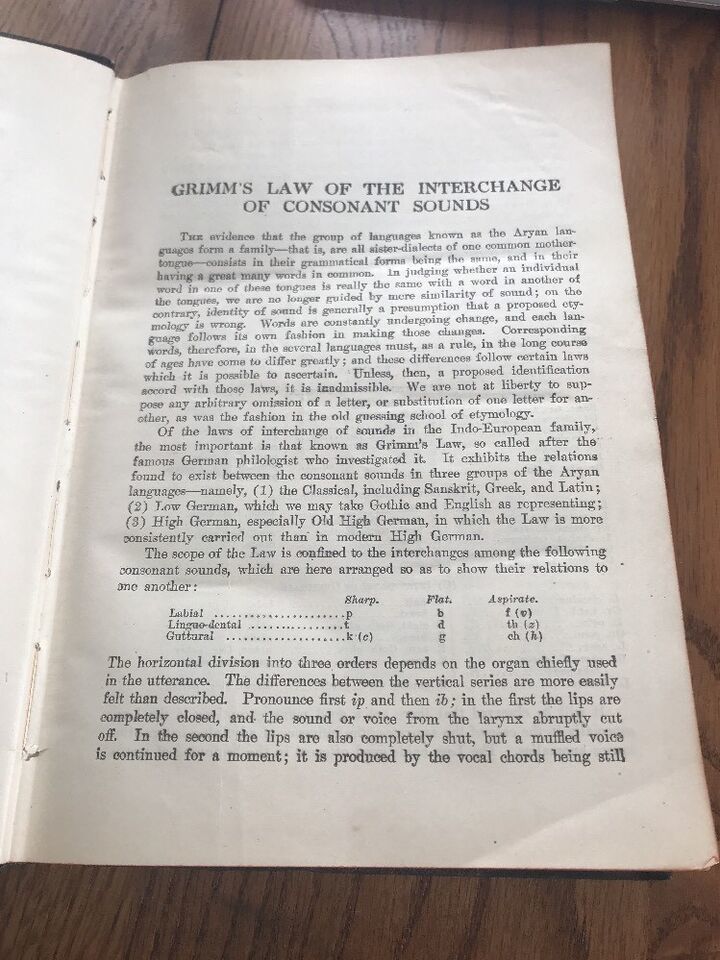 GRIMM'S LAW OF THE INTERCHANGE
OF CONSONANT SOUNDS
THE evidence that the group of languages known as the Aryan lan-
guages form a family—that is, are all sister-dialects of one common mother-
tongue—consists in their grammatical forms being the same, and in their
having a great many words in common. In judging whether an individual
word in one of these tongues is really the same with a word in another of
the tongues, we are no longer guided by mere similarity of sound; on the
contrary, identity of sound is generally a presumption that a proposed ety-
mology is wrong. Words are constantly undergoing change, and each lan-
guage follows its own fashion in making those changes. Corresponding
words, therefore, in the several languages must, as a rule, in the long course
of ages have come to differ greatly; and these differences follow certain laws
which it is possible to ascertain. Unless, then, a proposed identification
accord with those laws, it is inadmissible. We are not at liberty to sup-
pose any arbitrary omission of a letter, or substitution of one letter for an-
other, as was the fashion in the old guessing school of etymology.
Of the laws of interchange of sounds in the Indo-European family,
the most important is that known as Grimm's Law, so called after the
famous German philologist who investigated it. It exhibits the relations
found to exist between the consonant sounds in three groups of the Aryan
languages—namely, (1) the Classical, including Sanskrit, Greek, and Latin;
(2) Low German, which we may take Gothic and English as representing;
(3) High German, especially Old High German, in which the Law is more
consistently carried out than in modern High German.
The scope of the Law is confined to the interchanges among the following
consonant sounds, which are here arranged so as to show their relations to
one another:
Sharp. Flat. Aspirate.
Labial ......................p b f (v)
Linguo-dental ................t d th (z)
Guttural ....................k (c) g ch (h)
The horizontal division into three orders depends on the organ chiefly used
in the utterance. The differences between the vertical series are more easily
felt than described. Pronounce first ip and then ib; in the first the lips are
completely closed, and the sound or voice from the larynx abruptly cut
off. In the second the lips are also completely shut, but a muffled voice
is continued for a moment; it is produced by the vocal chords being still